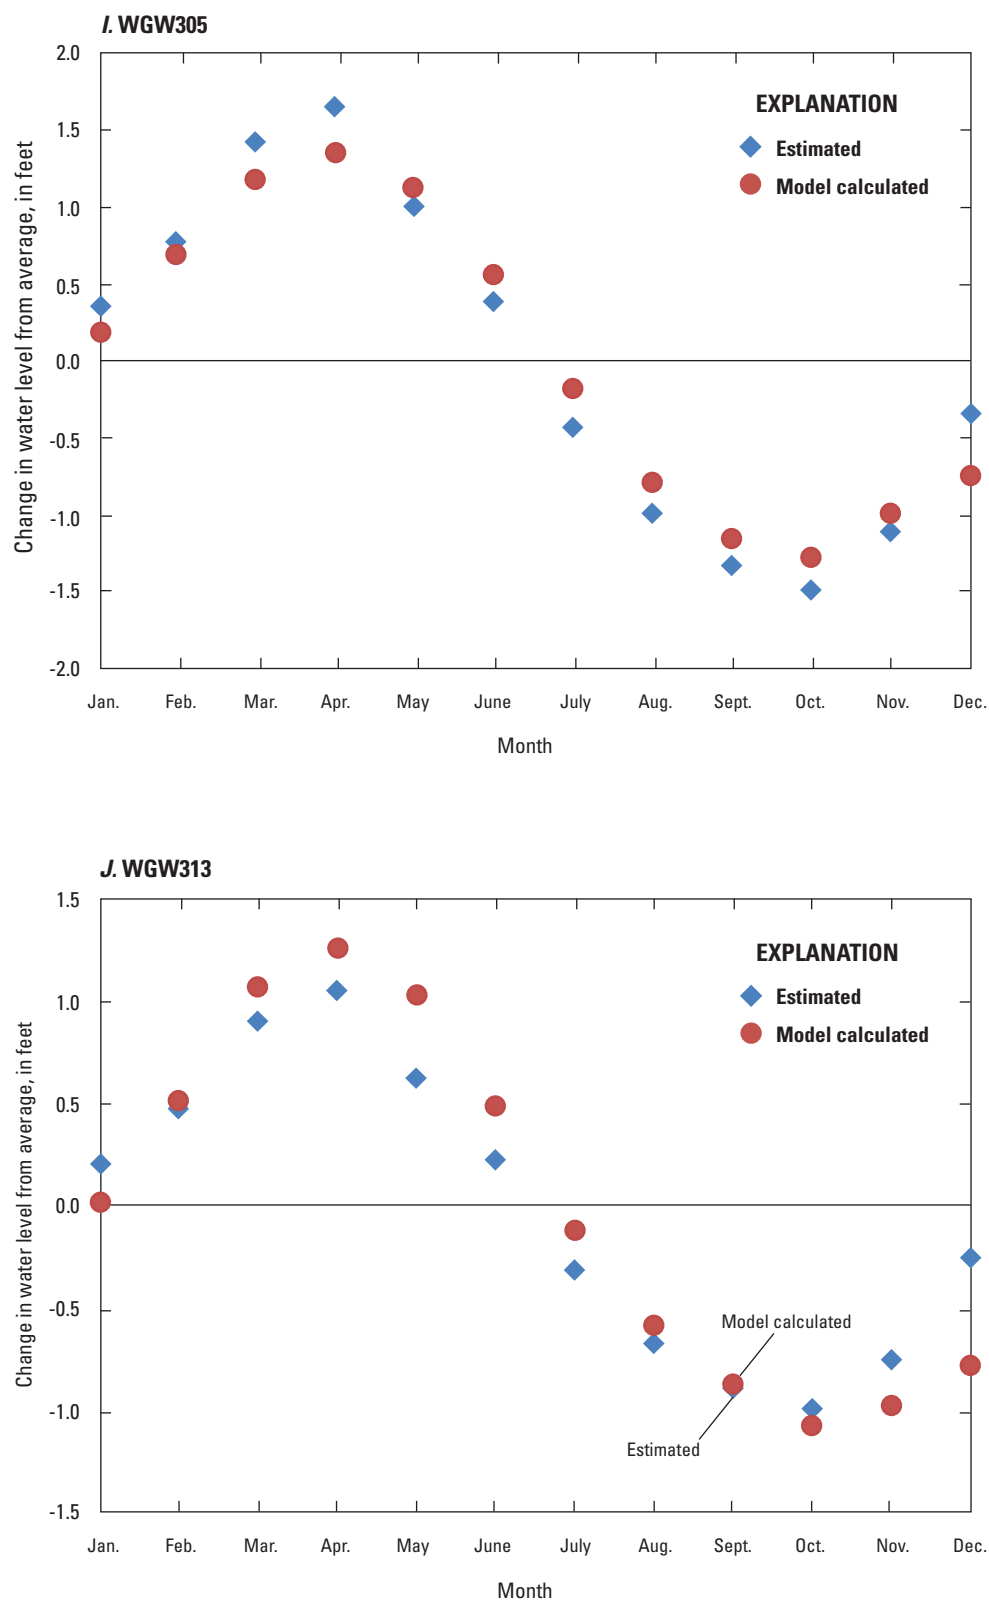 I. WGW305
2.0
1.5
1.0
0.5
0.0
-0.5
-1.0
-1.5
-2.0
Change in water level from average, in feet
EXPLANATION
Estimated
Model calculated
Jan. Feb. Mar. Apr. May June July Aug. Sept. Oct. Nov. Dec.
Month
J. WGW313
1.5
1.0
0.5
0.0
-0.5
-1.0
-1.5
Change in water level from average, in feet
EXPLANATION
Estimated
Model calculated
Model calculated
Estimated
Jan. Feb. Mar. Apr. May June July Aug. Sept. Oct. Nov. Dec.
Month